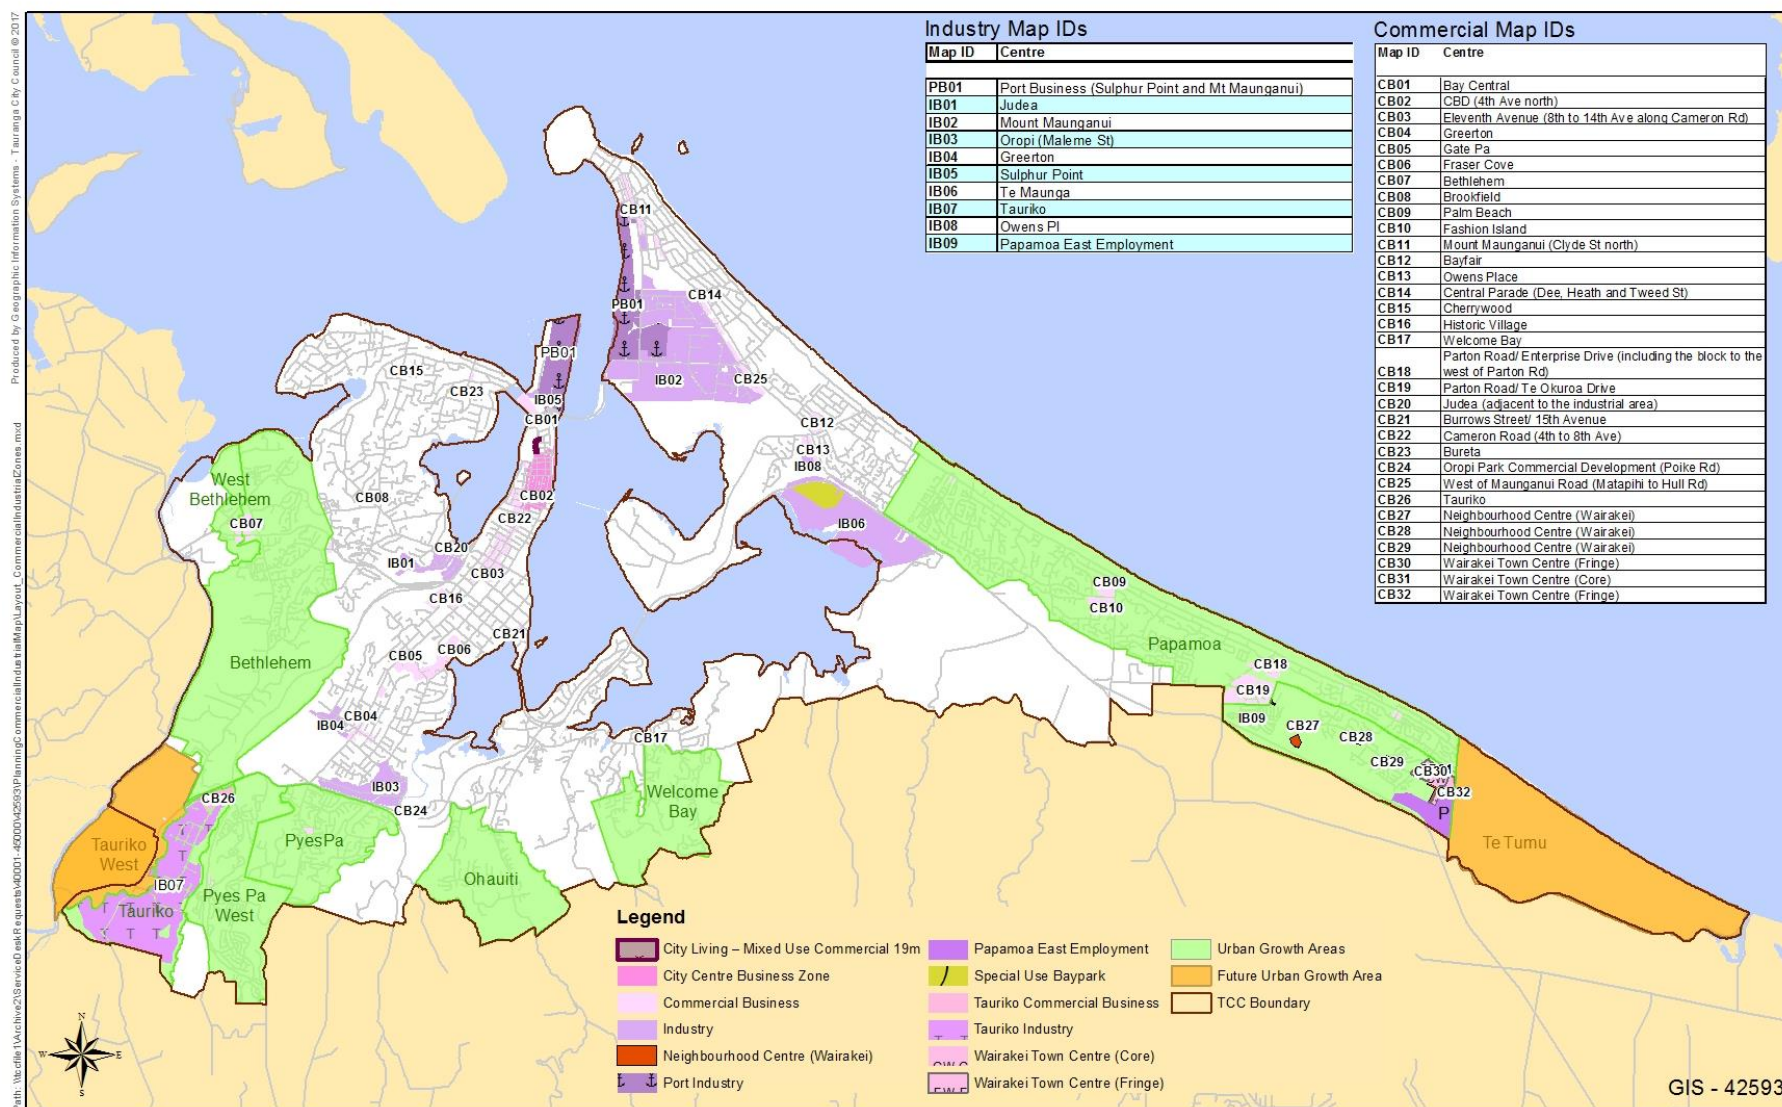 Produced by Geographic Information Systems - Tauranga City Council © 2017
Industry Map IDs
Map ID Centre
PB01 Port Business (Sulphur Point and Mt Maunganui)
IB01 Judea
IB02 Mount Maunganui
IB03 Oropi (Maleme St)
IB04 Greerton
IB05 Sulphur Point
IB06 Te Maunga
IB07 Tauriko
IB08 Owens Pl
IB09 Papamoa East Employment
Commercial Map IDs
Map ID Centre
CB01 Bay Central
CB02 CBD (4th Ave north)
CB03 Eleventh Avenue (8th to 14th Ave along Cameron Rd)
CB04 Greerton
CB05 Gate Pa
CB06 Fraser Cove
CB07 Bethlehem
CB08 Brookfield
CB09 Palm Beach
CB10 Fashion Island
CB11 Mount Maunganui (Clyde St north)
CB12 Bayfair
CB13 Owens Place
CB14 Central Parade (Dee, Heath and Tweed St)
CB15 Cherrywood
CB16 Historic Village
CB17 Welcome Bay
Parton Road/ Enterprise Drive (including the block to the
CB18 west of Parton Rd)
CB19 Parton Road/ Te Okuroa Drive
CB20 Judea (adjacent to the industrial area)
CB21 Burrows Street/ 15th Avenue
CB22 Cameron Road (4th to 8th Ave)
CB23 Bureta
CB24 Oropi Park Commercial Development (Poike Rd)
CB25 West of Maunganui Road (Matapihi to Hull Rd)
CB26 Tauriko
CB27 Neighbourhood Centre (Wairakei)
CB28 Neighbourhood Centre (Wairakei)
CB29 Neighbourhood Centre (Wairakei)
CB30 Wairakei Town Centre (Fringe)
CB31 Wairakei Town Centre (Core)
CB32 Wairakei Town Centre (Fringe)
CB11
CB14
PB01
PB01
CB15
CB23
IB02
CB25
IB05
CB01
CB12
CB13
IB08
West
Bethlehem
CB08
CB02
CB07
CB22
IB06
CB20
IB01
CB03
CB09
CB16
CB10
CB21
Papamoa
CB06
CB05
Bethlehem
CB18
CB19
CB04
IB04
IB09
CB27
CB17
CB28
CB29
CB30
IB03
CB32
CB26
CB24
Welcome
Bay
P
PyesPa
Te Tumu
Tauriko
West
IB07
Ohauiti
Pyes Pa
West
Tauriko
T T
T
T T T
T T T
Legend
City Living – Mixed Use Commercial 19m
City Centre Business Zone
Commercial Business
Industry
Neighbourhood Centre (Wairakei)
Port Industry
Papamoa East Employment
Special Use Baypark
Tauriko Commercial Business
Tauriko Industry
Wairakei Town Centre (Core)
Wairakei Town Centre (Fringe)
Urban Growth Areas
Future Urban Growth Area
TCC Boundary
N
W E
S
GIS - 42593